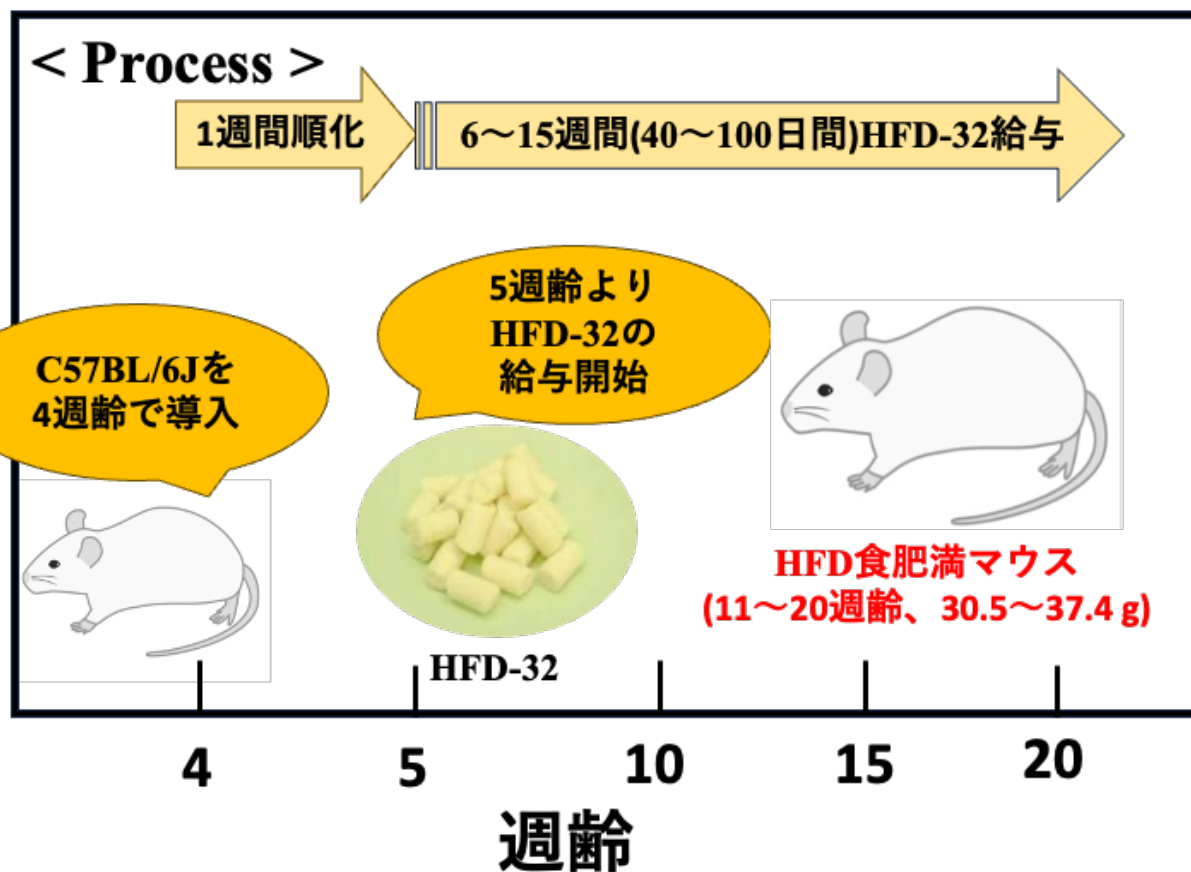 < Process >
1週間順化
6～15週間(40～100日間)HFD-32給与
5週齢より
HFD-32の
給与開始
C57BL/6Jを
4週齢で導入
HFD食肥満マウス
(11～20週齢、30.5～37.4 g)
HFD-32
4 5 10 15 20
週齢